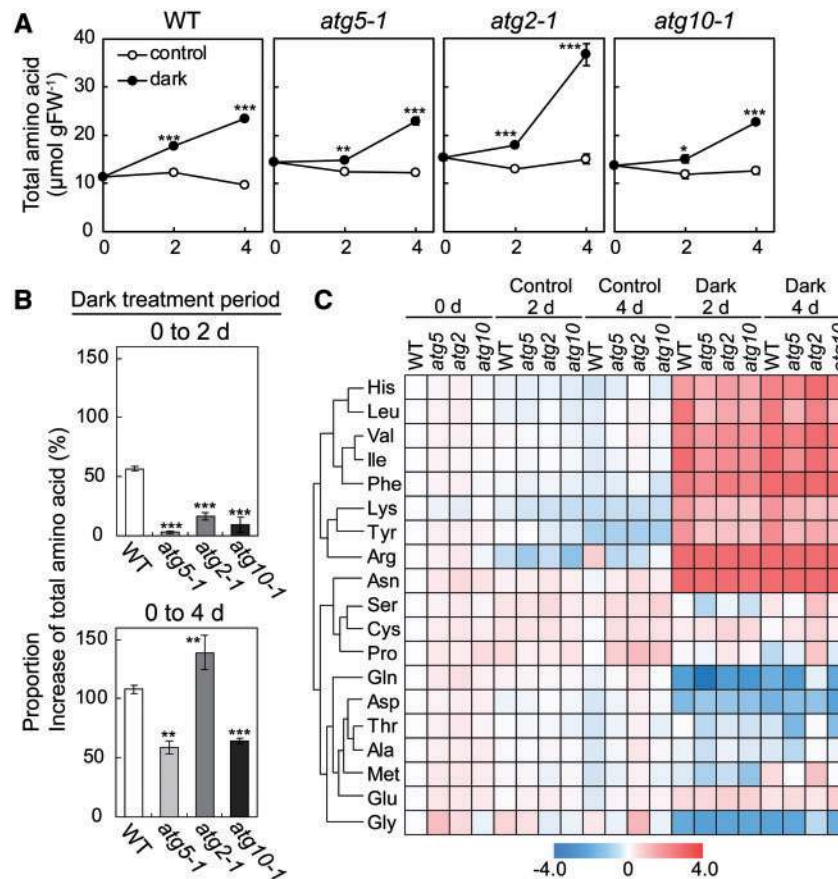 A
WT
atg5-1
atg2-1
atg10-1
Total amino acid
(µmol gFW⁻¹)
40
30
20
10
0
control
dark
***
***
**
***
***
***
*
***
0 2 4
0 2 4
0 2 4
0 2 4
B
Dark treatment period
0 to 2 d
Proportion
Increase of total amino acid (%)
150
100
50
0
***
***
***
WT
atg5-1
atg2-1
atg10-1
0 to 4 d
150
100
50
0
**
**
***
WT
atg5-1
atg2-1
atg10-1
C
0 d
Control
2 d
Control
4 d
Dark
2 d
Dark
4 d
WT atg5 atg2 atg10 WT atg5 atg2 atg10 WT atg5 atg2 atg10 WT atg5 atg2 atg10 WT atg5 atg2 atg10
His
Leu
Val
Ile
Phe
Lys
Tyr
Arg
Asn
Ser
Cys
Pro
Gln
Asp
Thr
Ala
Met
Glu
Gly
-4.0 0 4.0